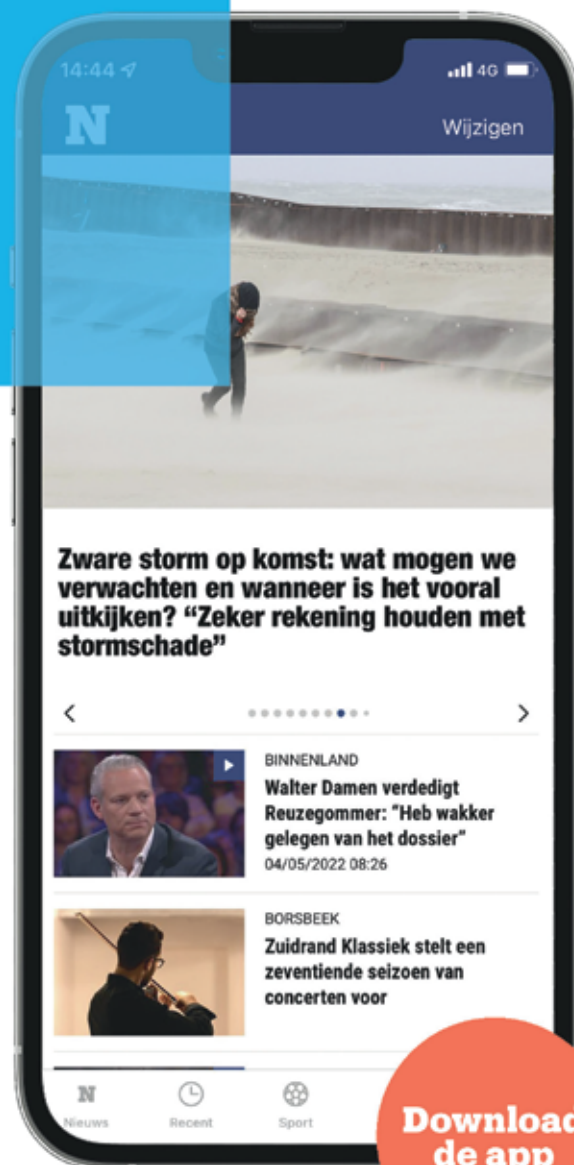 14:44
4G
N
Wijzigen
Zware storm op komst: wat mogen we
verwachten en wanneer is het vooral
uitkijken? “Zeker rekening houden met
stormschade”
BINNENLAND
Walter Damen verdedigt
Reuzegommer: “Heb wakker
gelegen van het dossier”
04/05/2022 08:26
BORSBEEK
Zuidrand Klassiek stelt een
zeventiende seizoen van
concerten voor
N
Nieuws
Recent
Sport
Download
de app